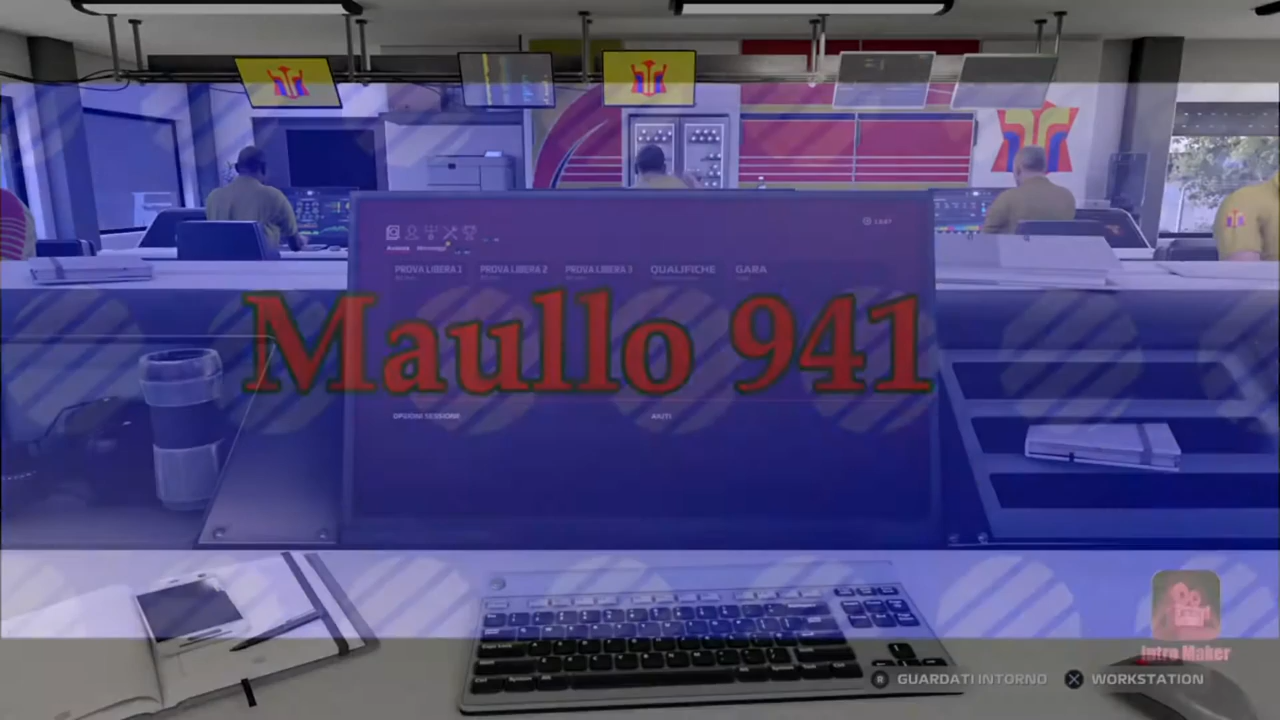 PROVA LIBERA 1 PROVA LIBERA 2 PROVA LIBERA 3 QUALIFICHE GARA
Maullo 941
OPZIONI SESSIONE AIUTI
Intro Maker
R GUARDATI INTORNO X WORKSTATION